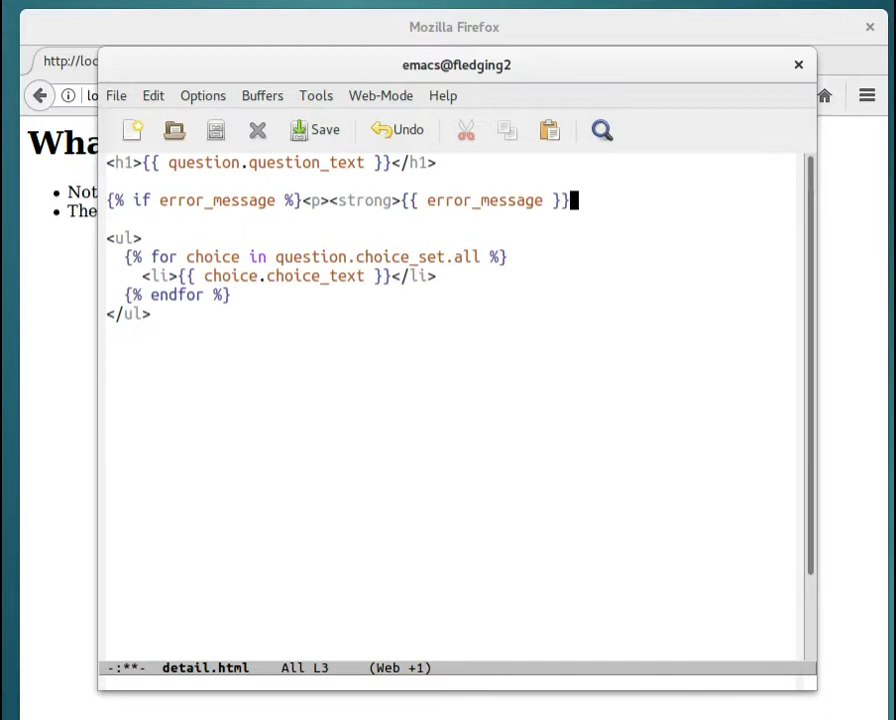 Mozilla Firefox
http://loc
emacs@fledging2
lo
File Edit Options Buffers Tools Web-Mode Help
Save Undo
Wha
Not
The
<h1>{{ question.question_text }}</h1>
{% if error_message %}<p><strong>{{ error_message }}
<ul>
{% for choice in question.choice_set.all %}
<li>{{ choice.choice_text }}</li>
{% endfor %}
</ul>
-:**- detail.html All L3 (Web +1)